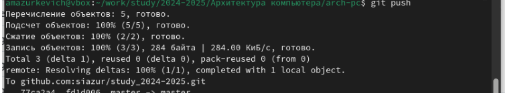 amazurkevich@vbox:~/work/study/2024-2025/Архитектура компьютера/arch-pc$ git push
Перечисление объектов: 5, готово.
Подсчет объектов: 100% (5/5), готово.
Сжатие объектов: 100% (2/2), готово.
Запись объектов: 100% (3/3), 284 байта | 284.00 КиБ/с, готово.
Total 3 (delta 1), reused 0 (delta 0), pack-reused 0 (from 0)
remote: Resolving deltas: 100% (1/1), completed with 1 local object.
To github.com:siazur/study_2024-2025.git
master -> master